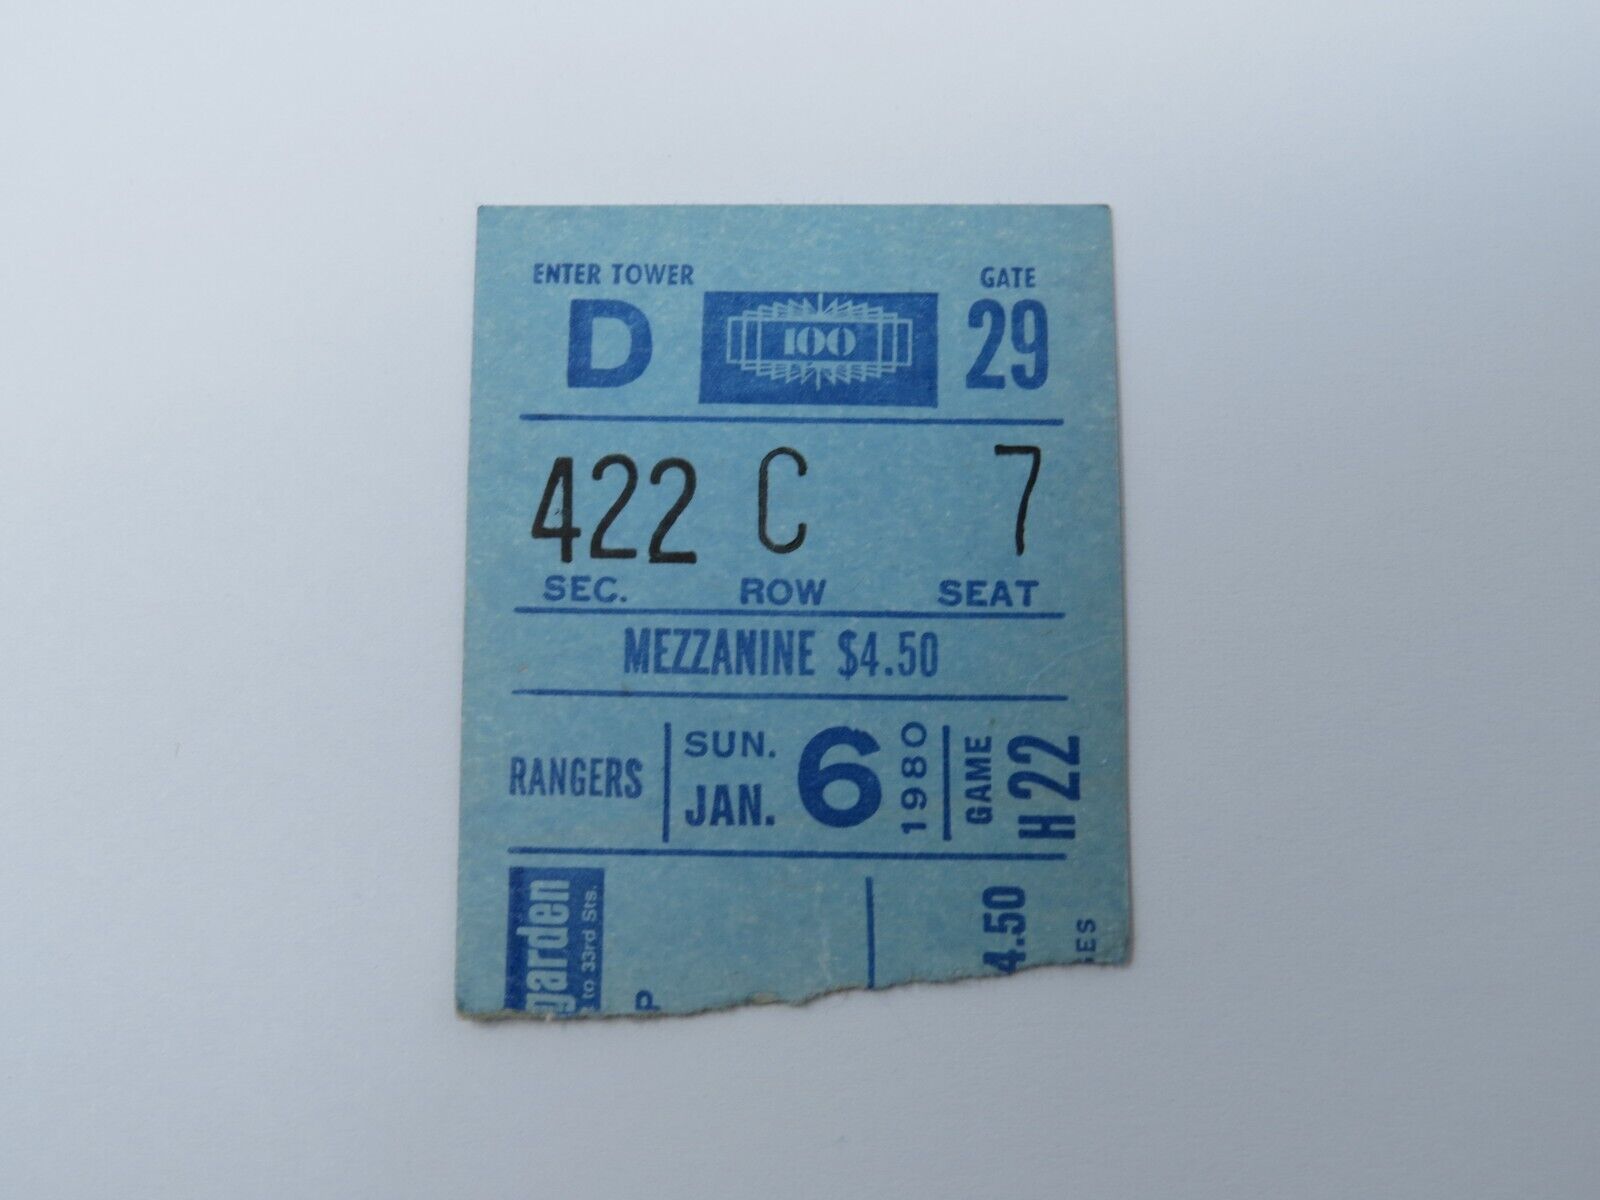 ENTER TOWER
D
100
GATE
29
422 C 7
SEC. ROW SEAT
MEZZANINE $4.50
RANGERS
SUN.
JAN. 6
1980
GAME
H 22
garden
to 33rd Sts.
P
4.50